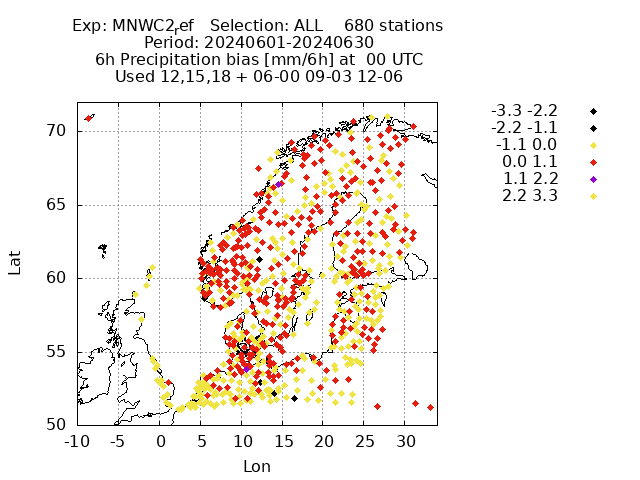 Exp: MNWC2ref Selection: ALL 680 stations
Period: 20240601-20240630
6h Precipitation bias [mm/6h] at 00 UTC
Used 12,15,18 + 06-00 09-03 12-06
-3.3 -2.2
-2.2 -1.1
-1.1 0.0
0.0 1.1
1.1 2.2
2.2 3.3
70
65
60
55
50
Lat
-10 -5 0 5 10 15 20 25 30
Lon